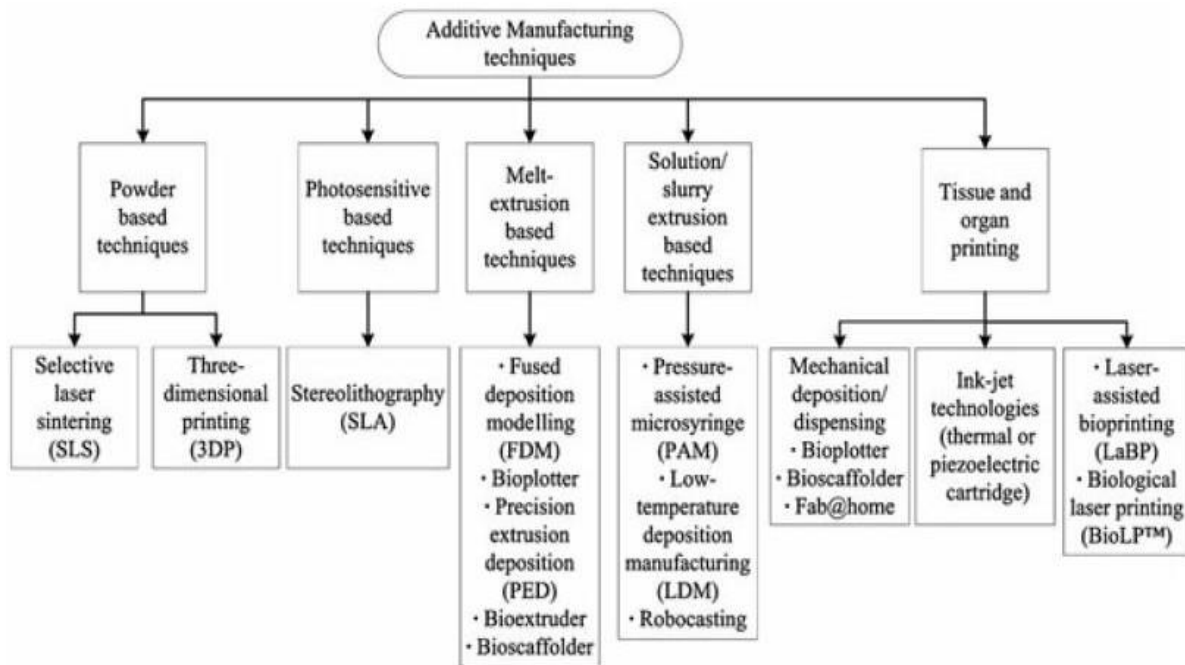 Additive Manufacturing
techniques
Powder
based
techniques
Photosensitive
based
techniques
Melt-
extrusion
based
techniques
Solution/
slurry
extrusion
based
techniques
Tissue and
organ
printing
Selective
laser
sintering
(SLS)
Three-
dimensional
printing
(3DP)
Stereolithography
(SLA)
· Fused
deposition
modelling
(FDM)
· Bioplotter
· Precision
extrusion
deposition
(PED)
· Bioextruder
· Bioscaffolder
· Pressure-
assisted
microsyringe
(PAM)
· Low-
temperature
deposition
manufacturing
(LDM)
· Robocasting
Mechanical
deposition/
dispensing
· Bioplotter
· Bioscaffolder
· Fab@home
Ink-jet
technologies
(thermal or
piezoelectric
cartridge)
· Laser-
assisted
bioprinting
(LaBP)
· Biological
laser printing
(BioLP™)